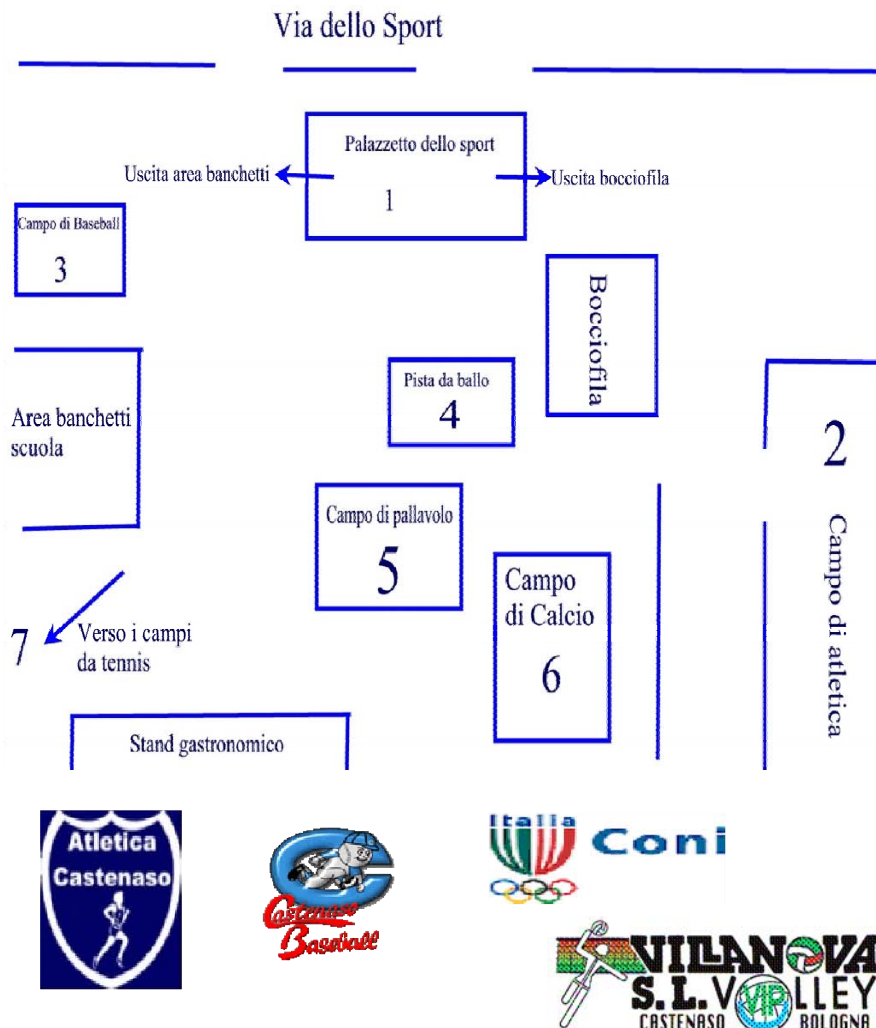 Via dello Sport
Palazzetto dello sport
Uscita area banchetti
Uscita bocciofila
1
Campo di Baseball
3
Bocciofila
Pista da ballo
4
Area banchetti
scuola
2
Campo di atletica
Campo di pallavolo
5
Campo
di Calcio
6
7
Verso i campi
da tennis
Stand gastronomico
Atletica
Castenaso
Castenaso
Baseball
Italia
Coni
VILLANOVA
S.L.VOLLEY
VIP
CASTENASO BOLOGNA